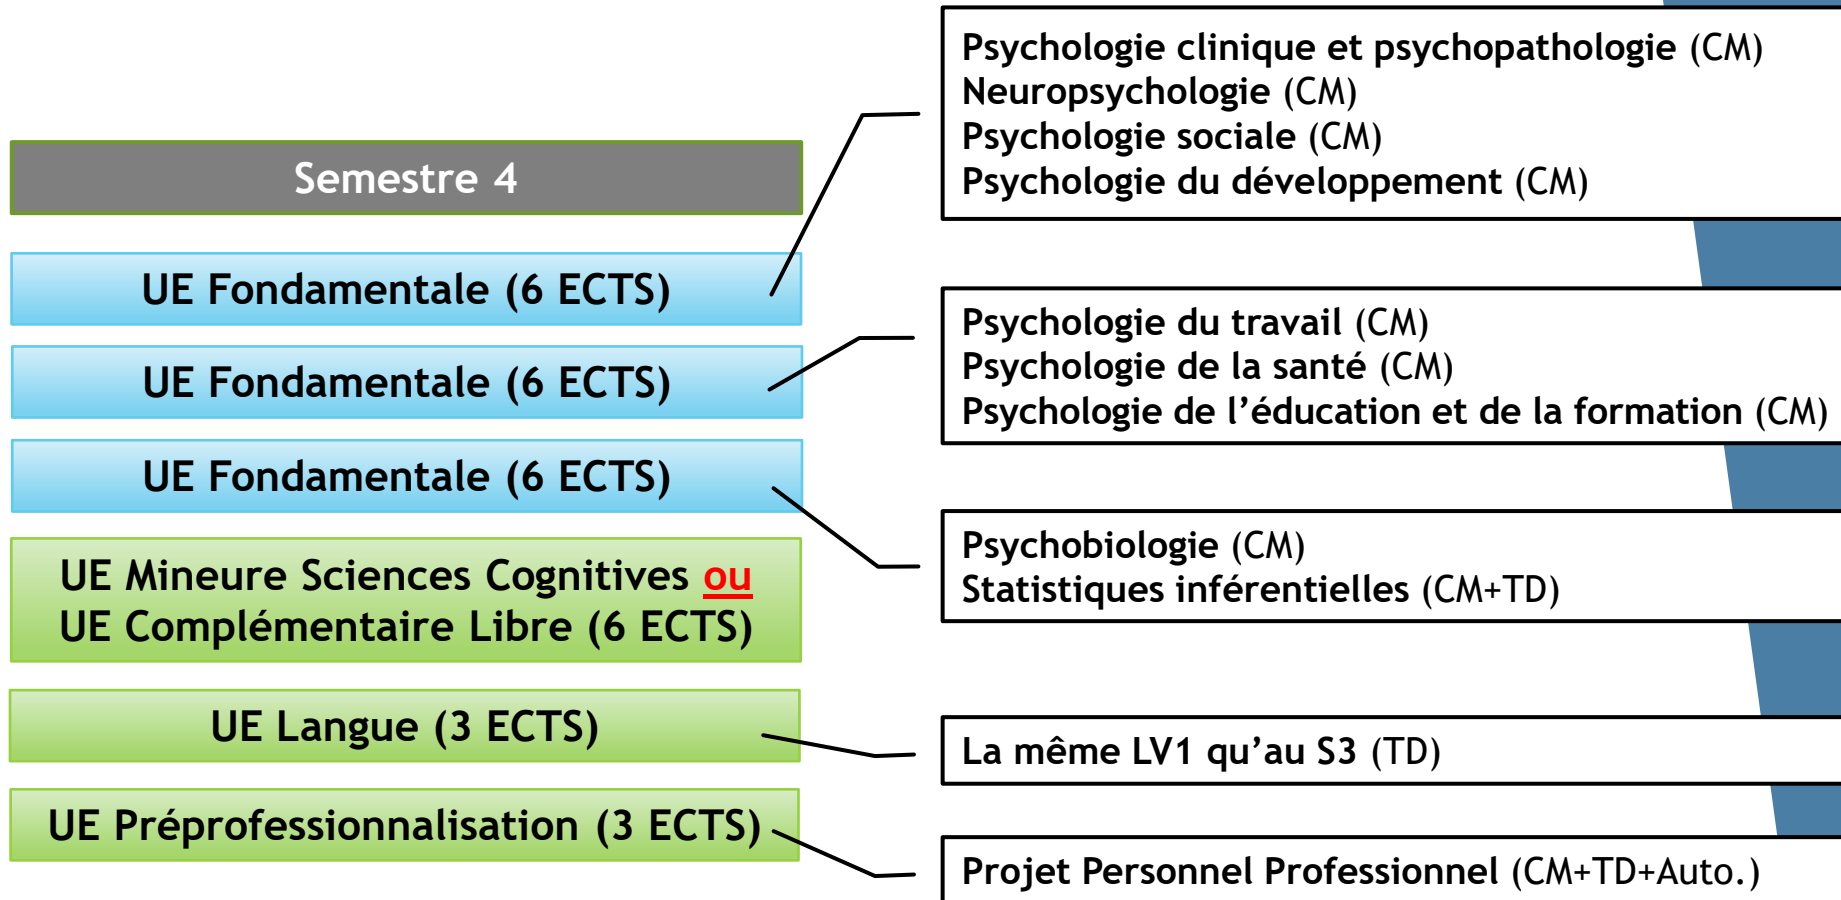 Semestre 4
UE Fondamentale (6 ECTS)
UE Fondamentale (6 ECTS)
UE Fondamentale (6 ECTS)
UE Mineure Sciences Cognitives ou
UE Complémentaire Libre (6 ECTS)
UE Langue (3 ECTS)
UE Préprofessionnalisation (3 ECTS)
Psychologie clinique et psychopathologie (CM)
Neuropsychologie (CM)
Psychologie sociale (CM)
Psychologie du développement (CM)
Psychologie du travail (CM)
Psychologie de la santé (CM)
Psychologie de l’éducation et de la formation (CM)
Psychobiologie (CM)
Statistiques inférentielles (CM+TD)
La même LV1 qu’au S3 (TD)
Projet Personnel Professionnel (CM+TD+Auto.)